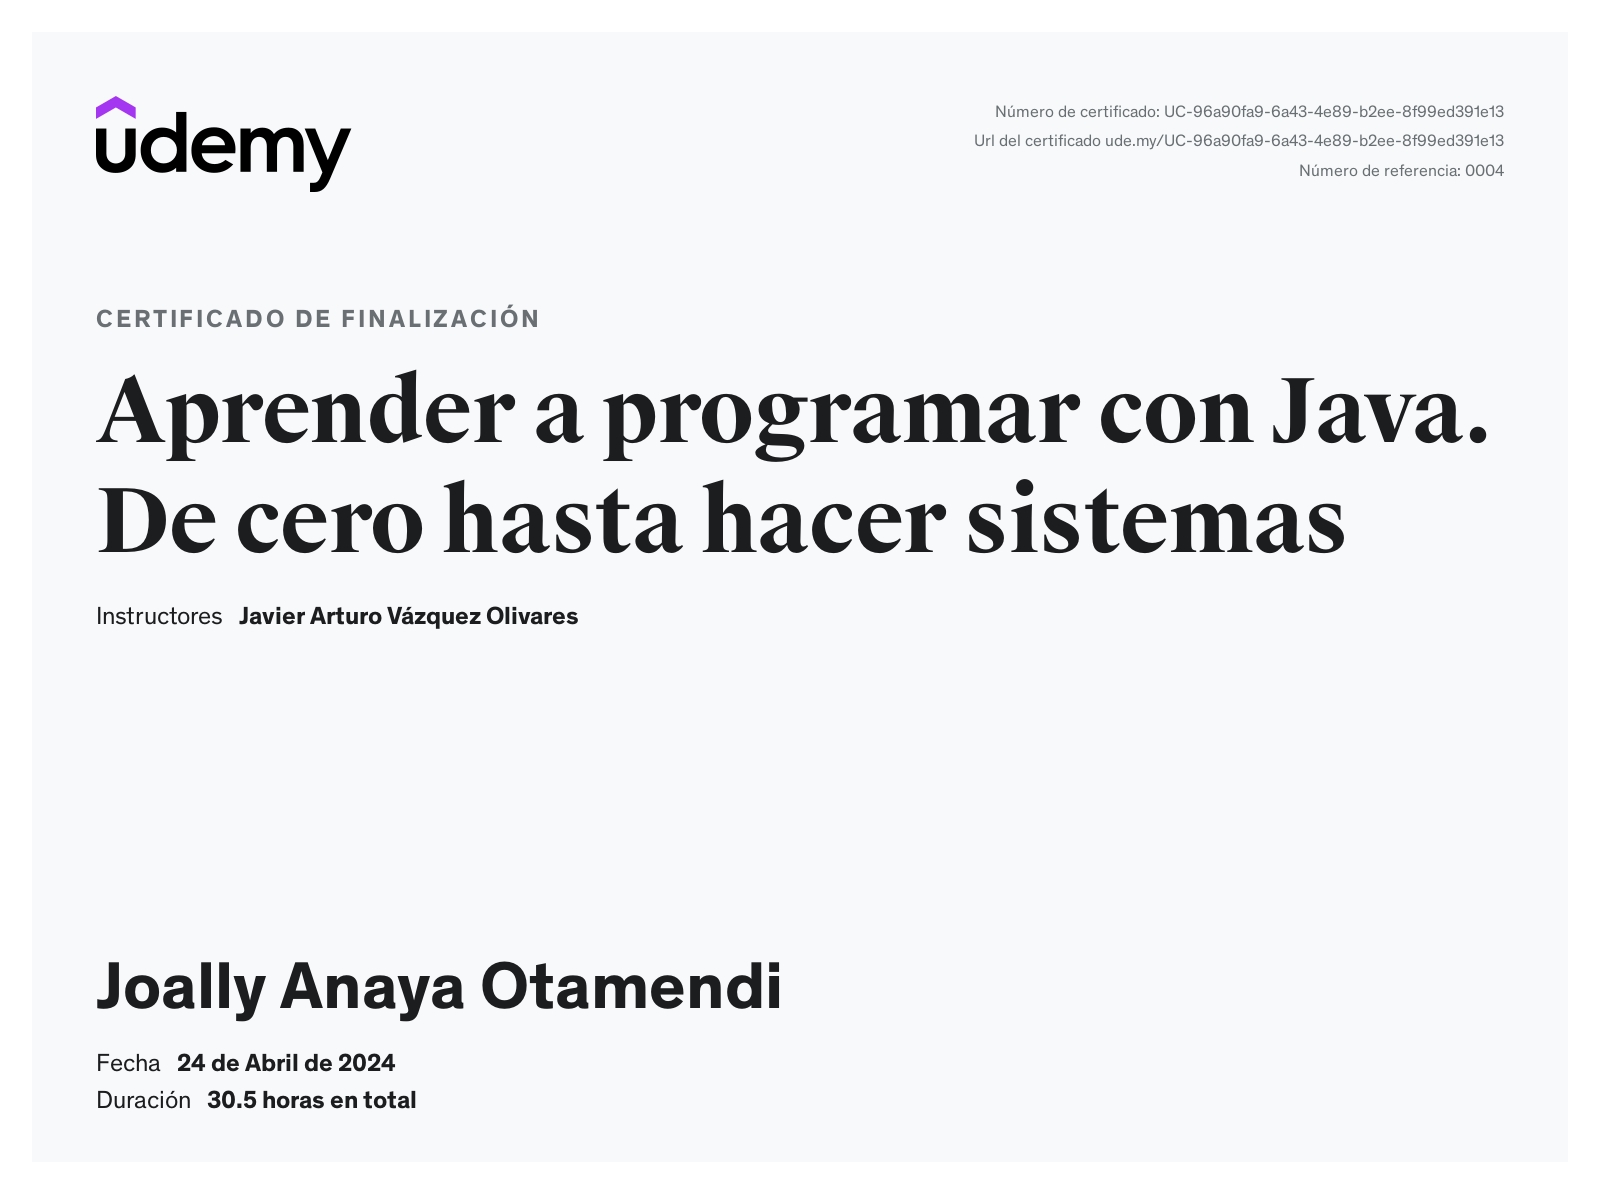 udemy
Número de certificado: UC-96a90fa9-6a43-4e89-b2ee-8f99ed391e13
Url del certificado ude.my/UC-96a90fa9-6a43-4e89-b2ee-8f99ed391e13
Número de referencia: 0004
CERTIFICADO DE FINALIZACIÓN
Aprender a programar con Java.
De cero hasta hacer sistemas
Instructores Javier Arturo Vázquez Olivares
Joally Anaya Otamendi
Fecha 24 de Abril de 2024
Duración 30.5 horas en total